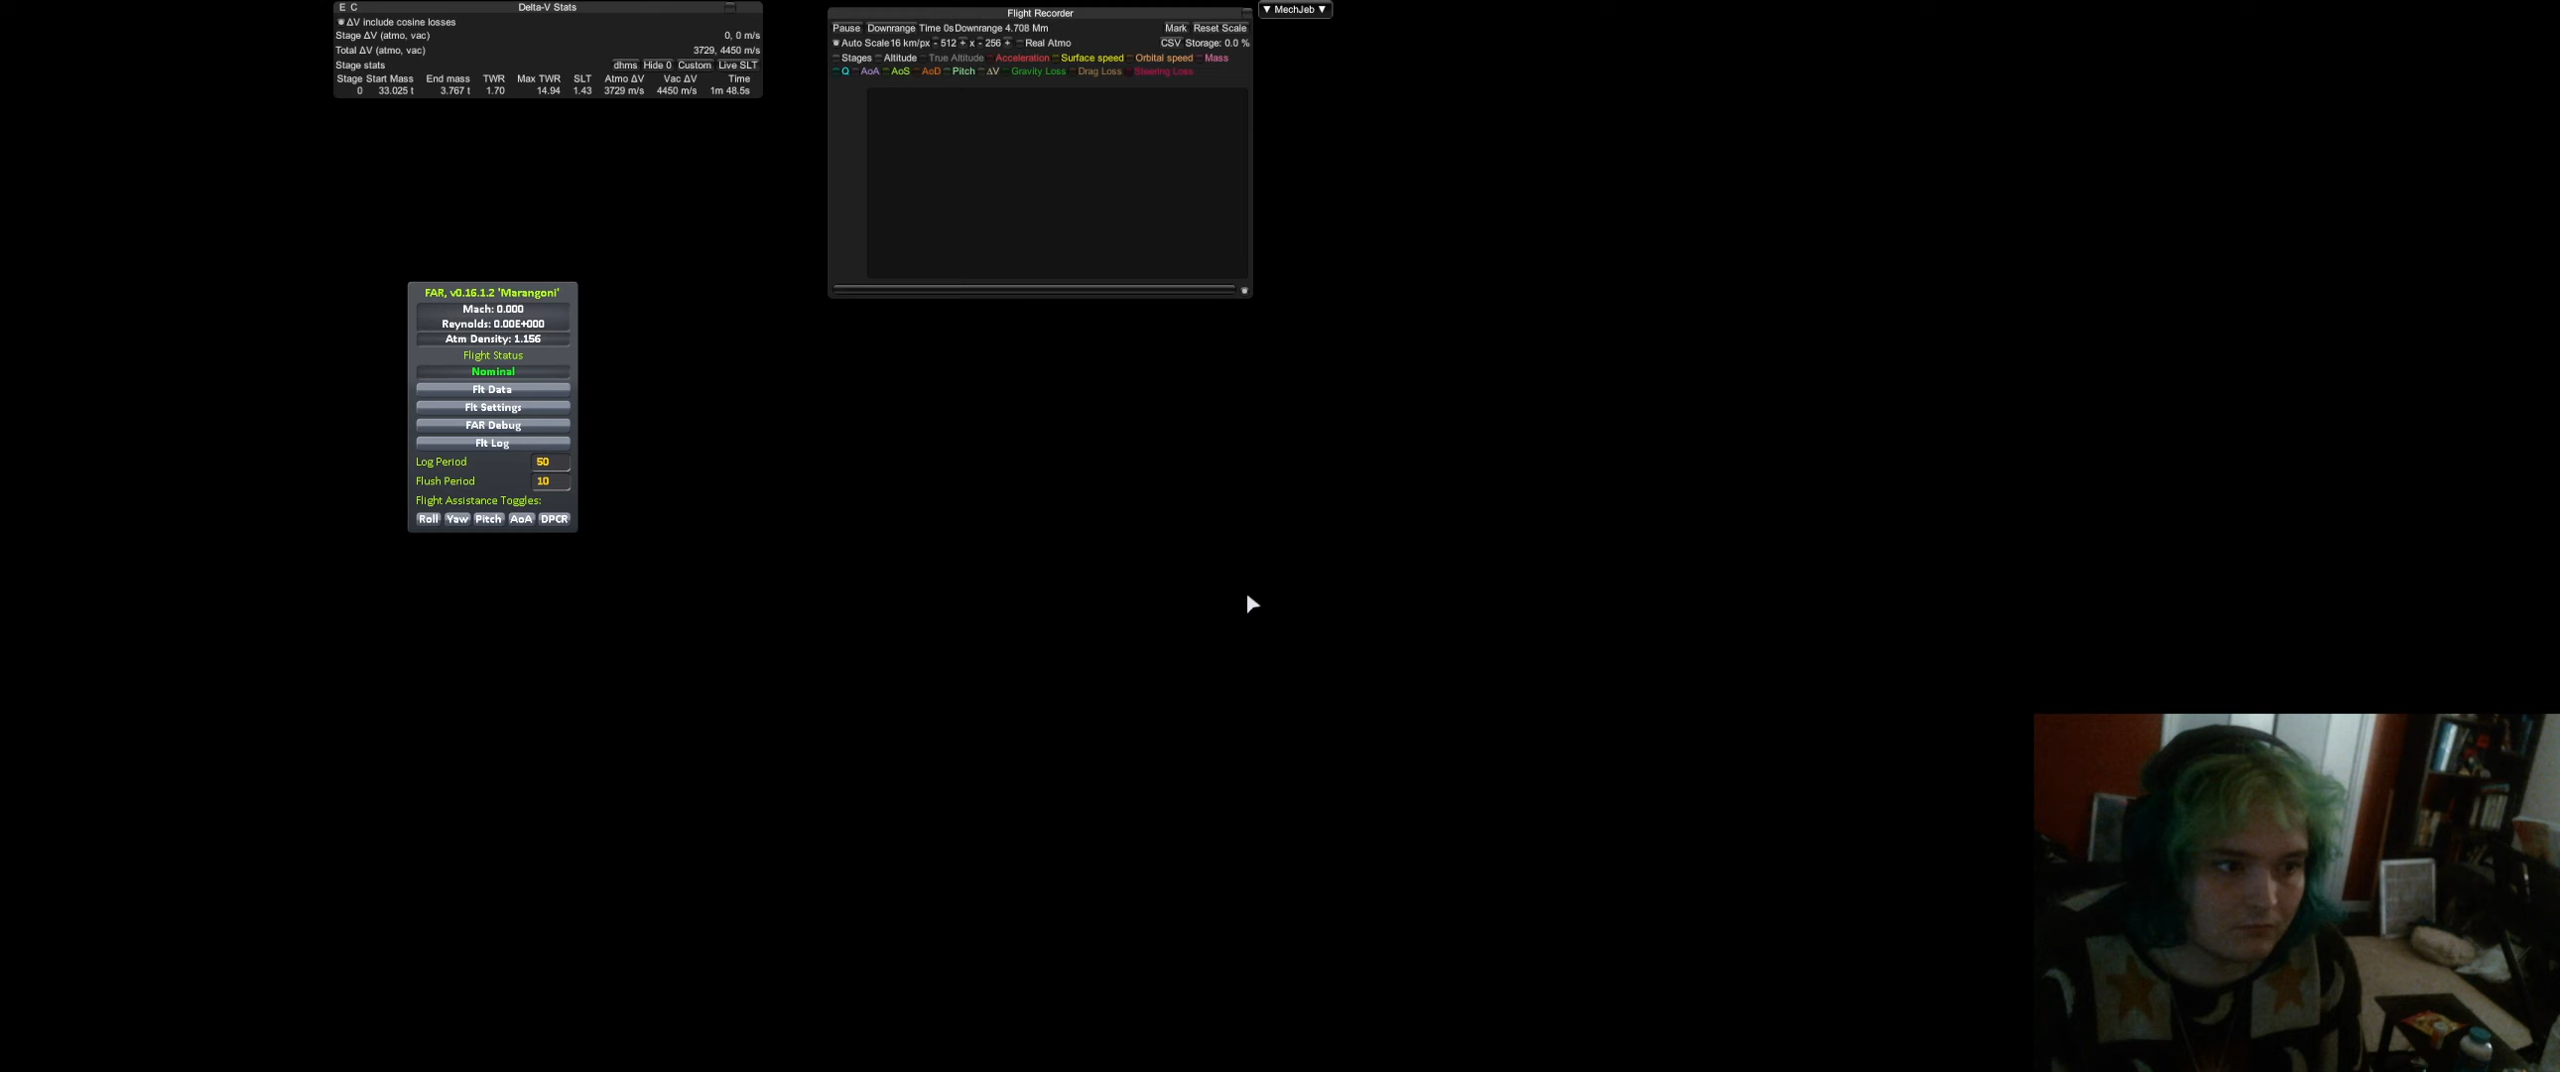 E C Delta-V Stats
ΔV include cosine losses
Stage ΔV (atmo, vac) 0, 0 m/s
Total ΔV (atmo, vac) 3729, 4450 m/s
Stage stats dhms Hide 0 Custom Live SLT
Stage Start Mass End mass TWR Max TWR SLT Atmo ΔV Vac ΔV Time
0 33.025 t 3.767 t 1.70 14.94 1.43 3729 m/s 4450 m/s 1m 48.5s
Flight Recorder
Pause Downrange Time 0s Downrange 4.708 Mm Mark Reset Scale
Auto Scale 16 km/px - 512 + x - 256 + Real Atmo CSV Storage: 0.0 %
Stages Altitude True Altitude Acceleration Surface speed Orbital speed Mass
Q AoA AoS AoD Pitch ΔV Gravity Loss Drag Loss Steering Loss
▼ MechJeb ▼
FAR, v0.16.1.2 'Marangoni'
Mach: 0.000
Reynolds: 0.00E+000
Atm Density: 1.156
Flight Status
Nominal
Flt Data
Flt Settings
FAR Debug
Flt Log
Log Period 50
Flush Period 10
Flight Assistance Toggles:
Roll Yaw Pitch AoA DPCR